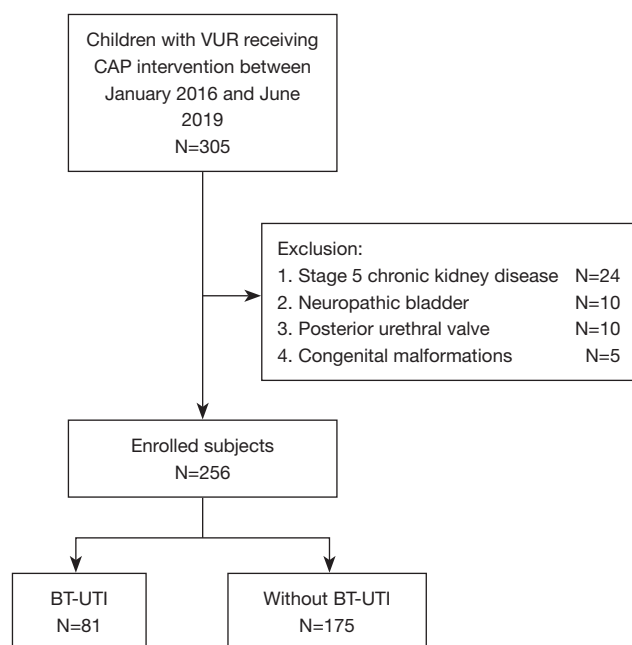 Children with VUR receiving
CAP intervention between
January 2016 and June
2019
N=305
Exclusion:
1. Stage 5 chronic kidney disease N=24
2. Neuropathic bladder N=10
3. Posterior urethral valve N=10
4. Congenital malformations N=5
Enrolled subjects
N=256
BT-UTI
N=81
Without BT-UTI
N=175